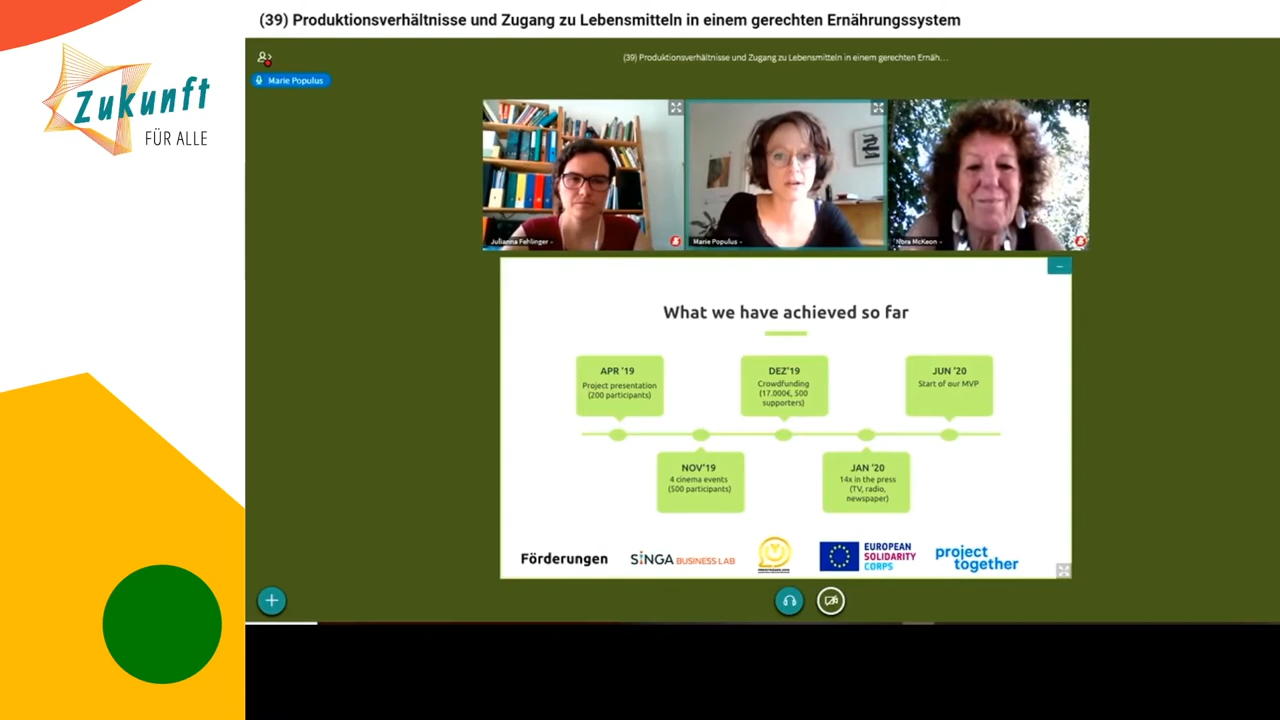 (39) Produktionsverhältnisse und Zugang zu Lebensmitteln in einem gerechten Ernährungssystem
Zukunft
FÜR ALLE
(39) Produktionsverhältnisse und Zugang zu Lebensmitteln in einem gerechten Ernäh...
Marie Populus
Julianna Fehlinger -
Marie Populus -
Nora McKeon -
What we have achieved so far
APR '19
Project presentation
(200 participants)
DEZ'19
Crowdfunding
(17.000€, 500
supporters)
JUN '20
Start of our MVP
NOV'19
4 cinema events
(500 participants)
JAN '20
14x in the press
(TV, radio,
newspaper)
Förderungen
SINGA BUSINESS LAB
EUROPEAN
SOLIDARITY
CORPS
project
together